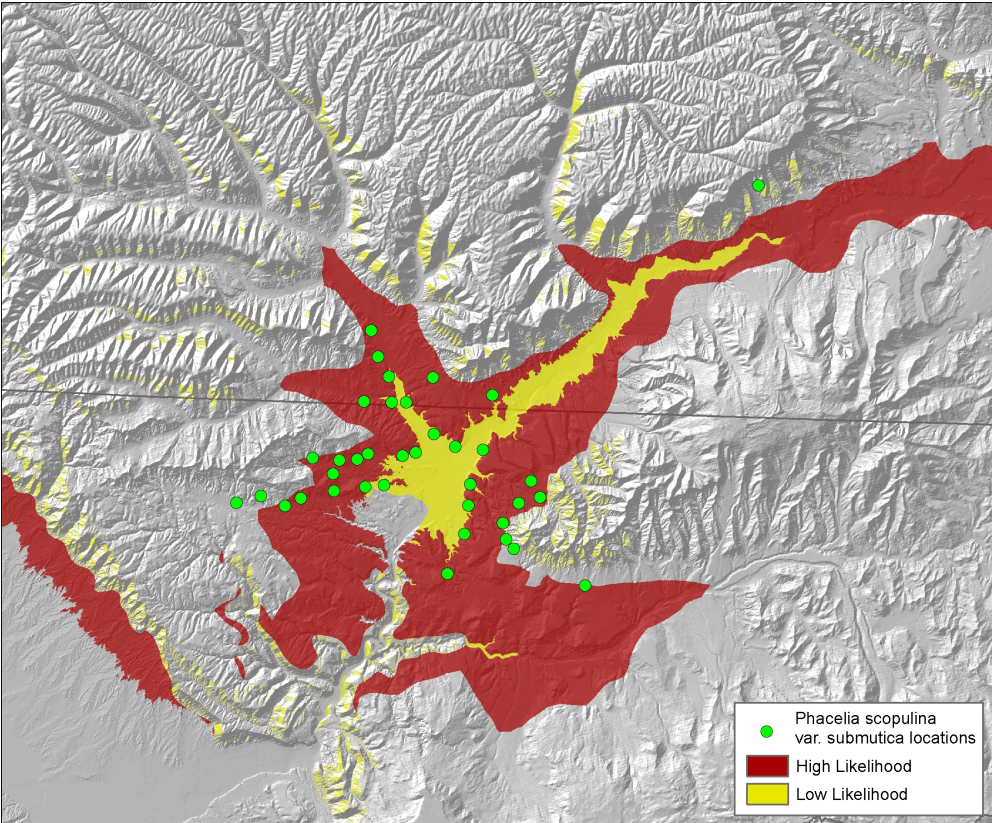 Phacelia scopulina
var. submutica locations
High Likelihood
Low Likelihood